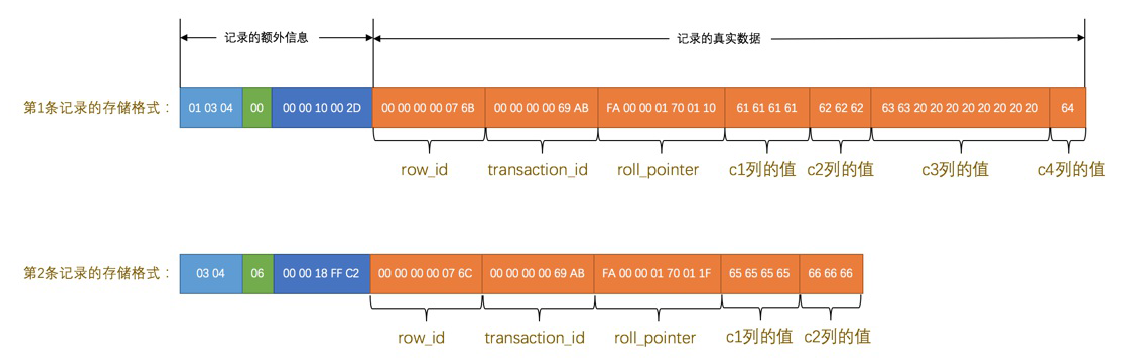 记录的额外信息 记录的真实数据
第1条记录的存储格式： 01 03 04 00 00 00 10 00 2D 00 00 00 00 07 6B 00 00 00 00 69 AB FA 00 00 01 70 01 10 61 61 61 61 62 62 62 63 63 20 20 20 20 20 20 20 20 64
row_id transaction_id roll_pointer c1列的值 c2列的值 c3列的值 c4列的值
第2条记录的存储格式： 03 04 06 00 00 18 FF C2 00 00 00 00 07 6C 00 00 00 00 69 AB FA 00 00 01 70 01 1F 65 65 65 65 66 66 66
row_id transaction_id roll_pointer c1列的值 c2列的值